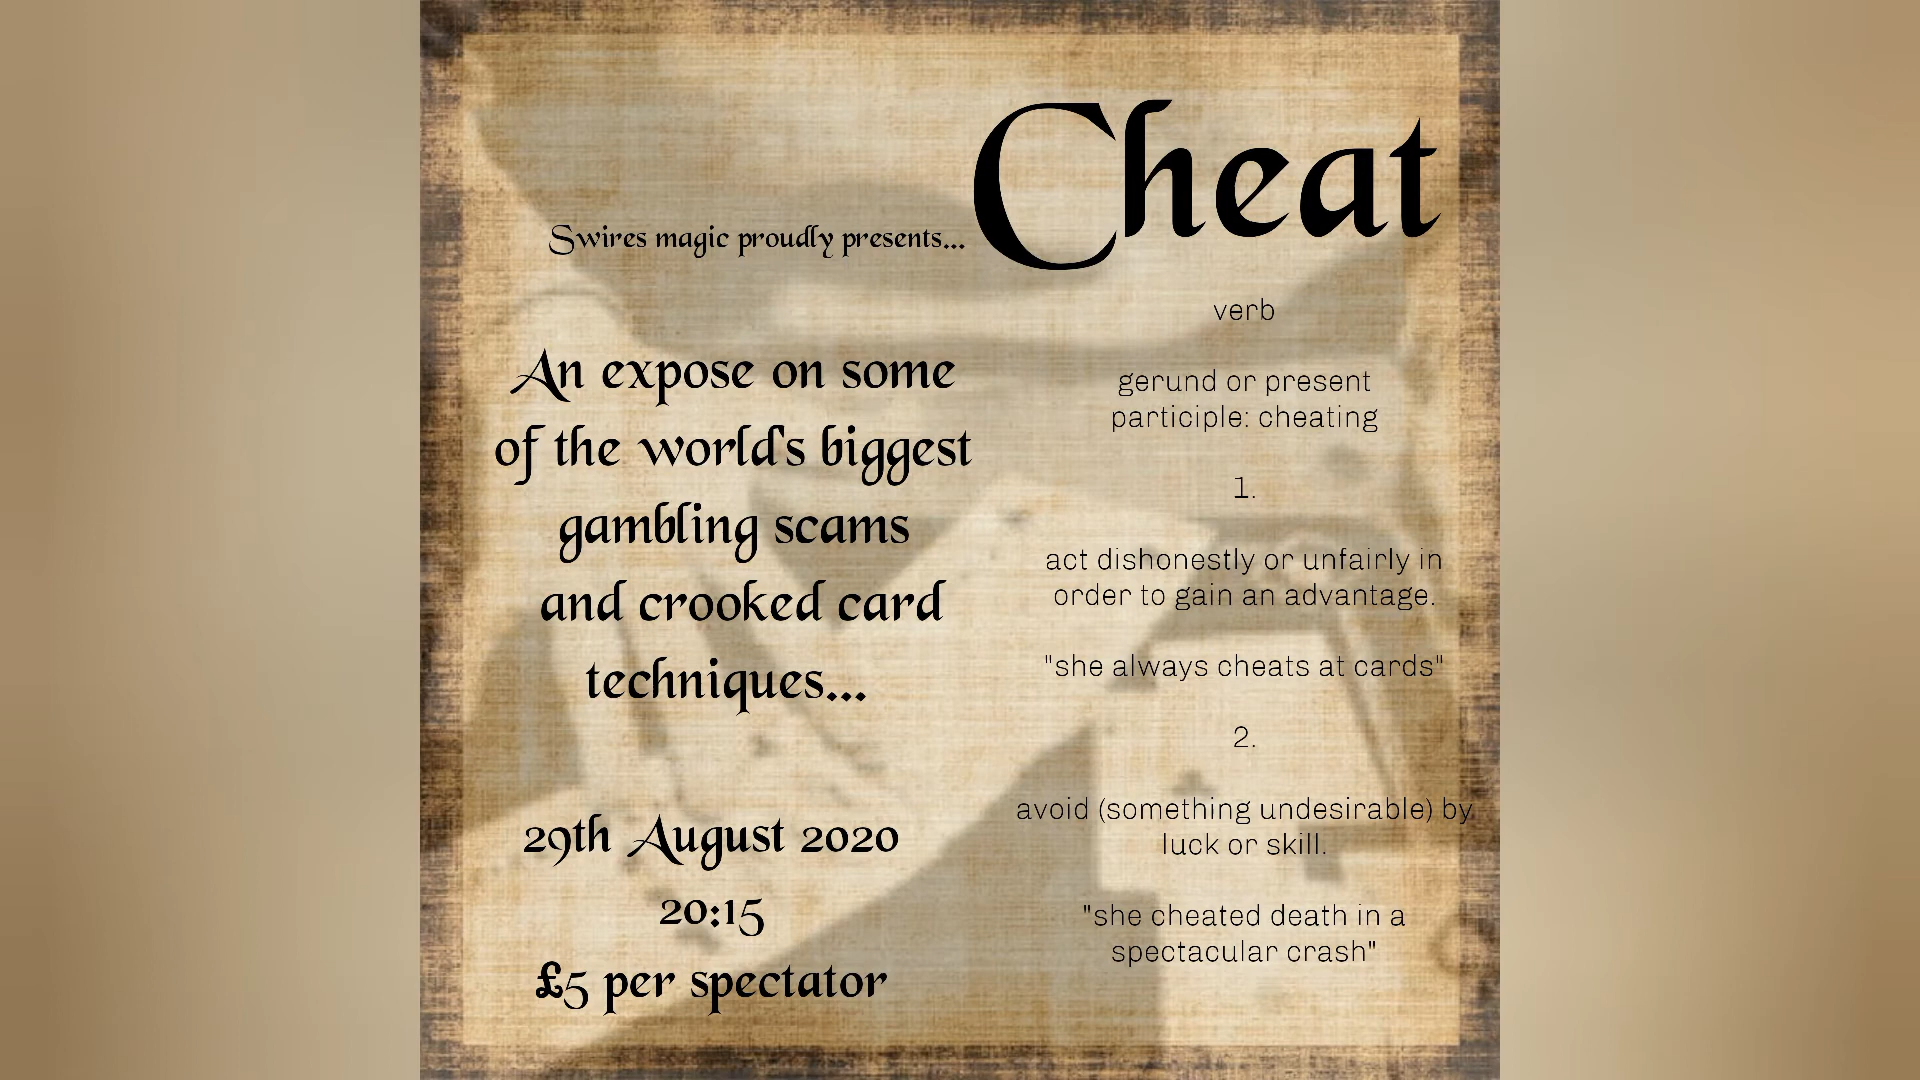 Swires magic proudly presents...
Cheat
An expose on some
of the world's biggest
gambling scams
and crooked card
techniques...
29th August 2020
20:15
£5 per spectator
verb
gerund or present
participle: cheating
1.
act dishonestly or unfairly in
order to gain an advantage.
"she always cheats at cards"
2.
avoid (something undesirable) by
luck or skill.
"she cheated death in a
spectacular crash"